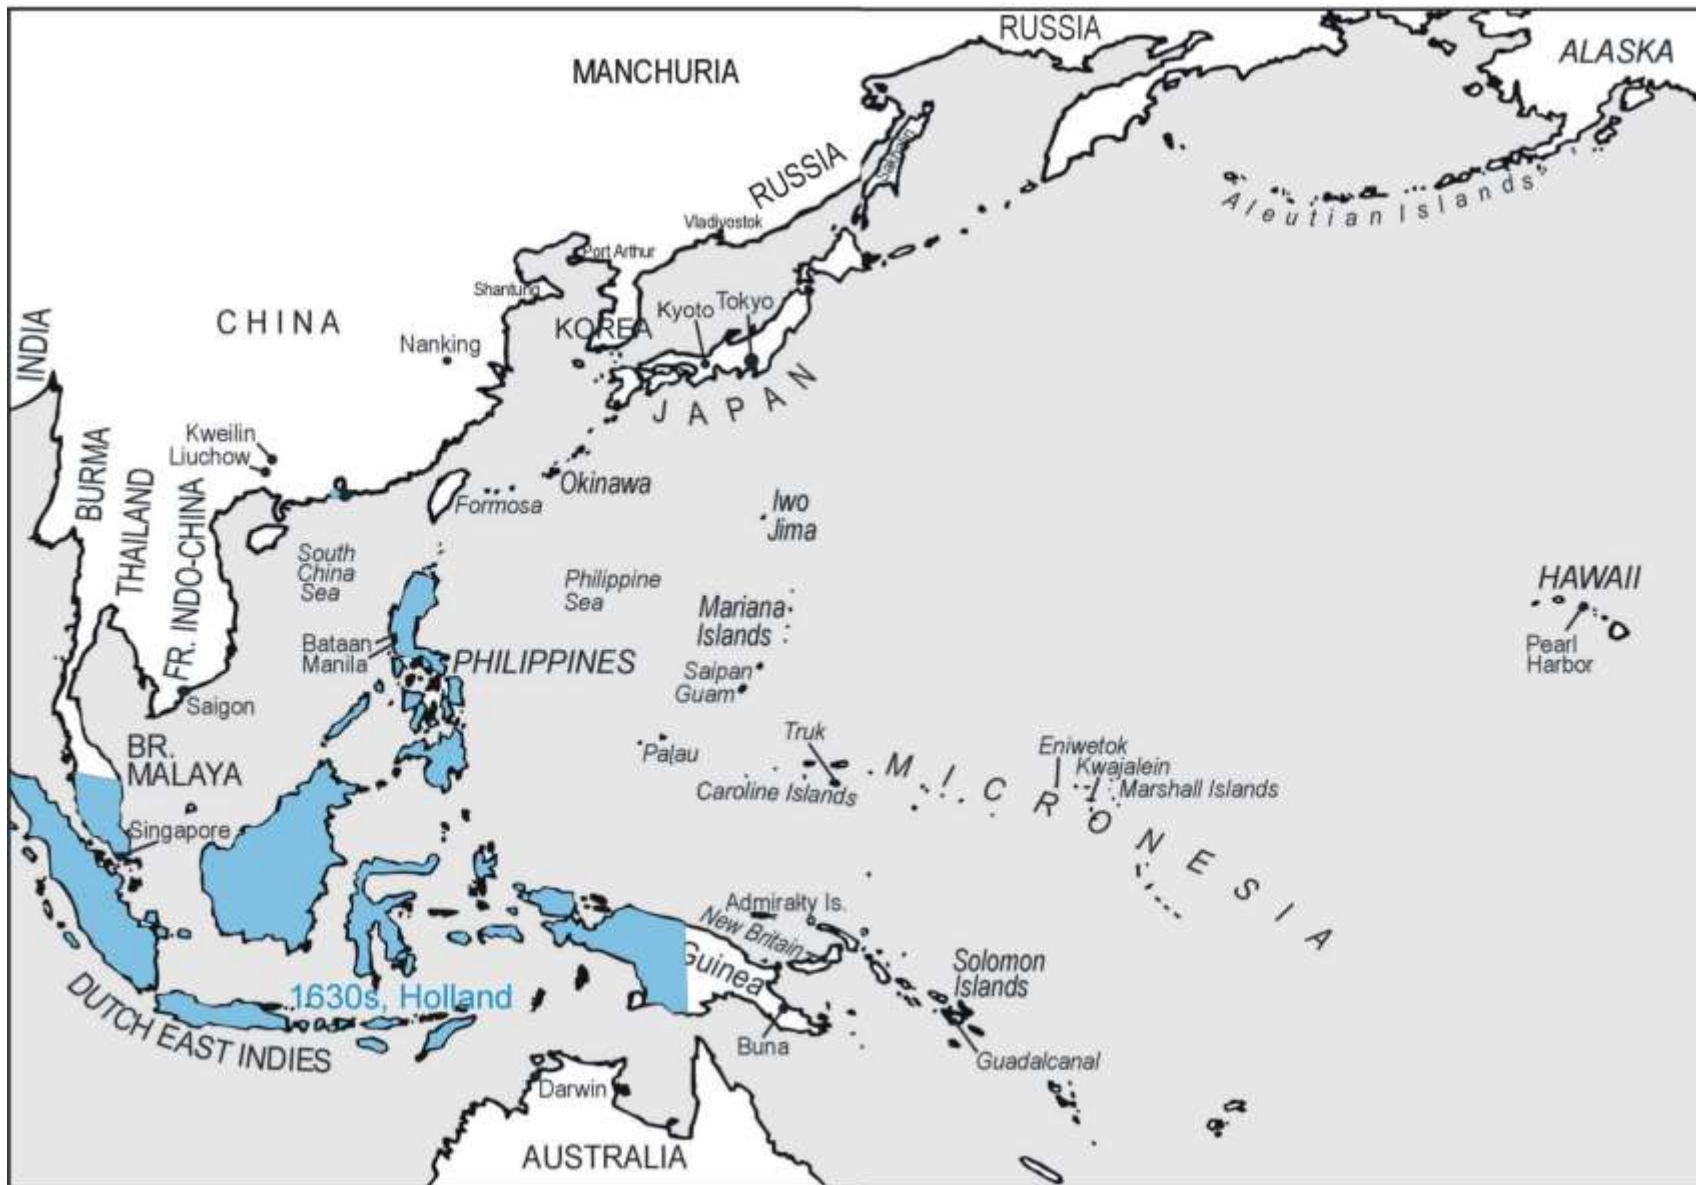 RUSSIA
ALASKA
MANCHURIA
RUSSIA
Sakhalin
Aleutian Islands
Vladiyostok
Port Arthur
Shantung
CHINA
KOREA
Kyoto
Tokyo
INDIA
Nanking
JAPAN
Kweilin
Liuchow
BURMA
THAILAND
FR. INDO-CHINA
Formosa
Okinawa
Iwo
Jima
South
China
Sea
Philippine
Sea
Mariana
Islands
HAWAII
Pearl
Harbor
Bataan
Manila
PHILIPPINES
Saipan
Guam
Saigon
BR.
MALAYA
Palau
Truk
Caroline Islands
MICRONESIA
Eniwetok
Kwajalein
Marshall Islands
Singapore
Admiralty Is.
New Britain
Guinea
Solomon
Islands
1630s, Holland
DUTCH EAST INDIES
Buna
Guadalcanal
Darwin
AUSTRALIA